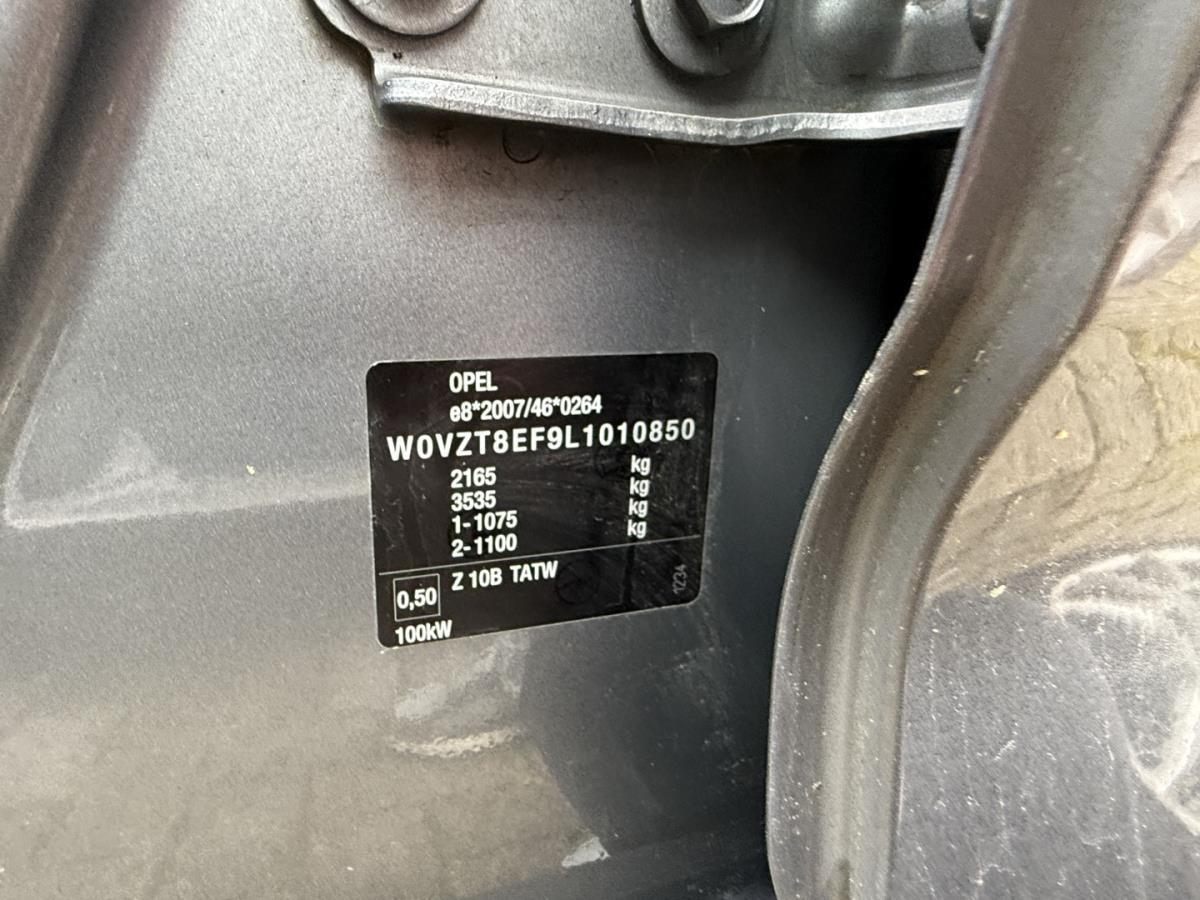 OPEL
e8*2007/46*0264
W0VZT8EF9L1010850
2165 kg
3535 kg
1-1075 kg
2-1100 kg
Z 10B TATW
0,50
100kW
1234